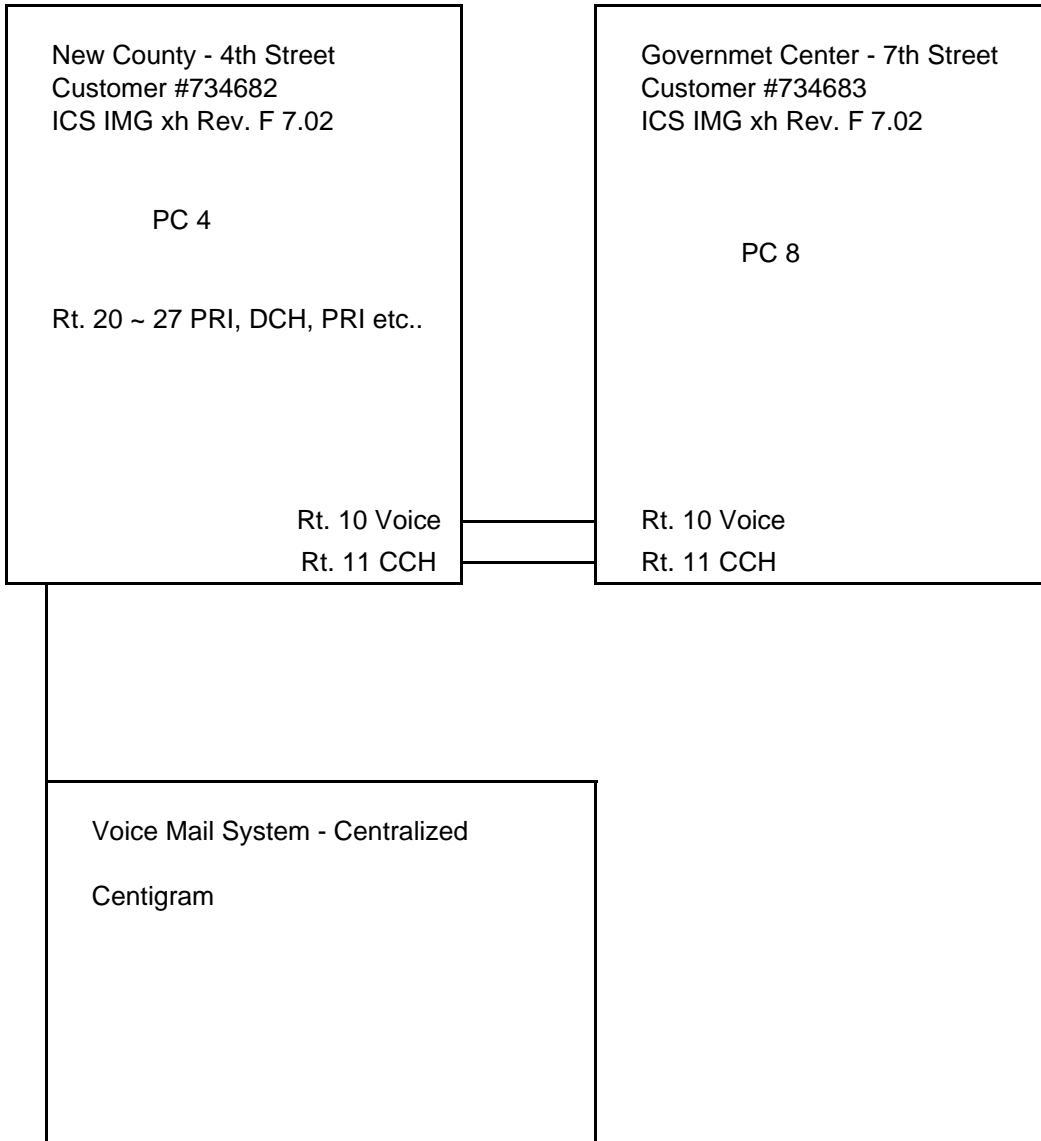 New County - 4th Street
Customer #734682
ICS IMG xh Rev. F 7.02
PC 4
Rt. 20 ~ 27 PRI, DCH, PRI etc..
Rt. 10 Voice
Rt. 11 CCH
Governmet Center - 7th Street
Customer #734683
ICS IMG xh Rev. F 7.02
PC 8
Rt. 10 Voice
Rt. 11 CCH
Voice Mail System - Centralized
Centigram